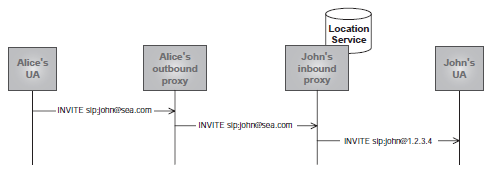 Location
Service
Alice's
UA
Alice's
outbound
proxy
John's
inbound
proxy
John's
UA
INVITE sip:john@sea.com
INVITE sip:john@sea.com
INVITE sip:john@1.2.3.4